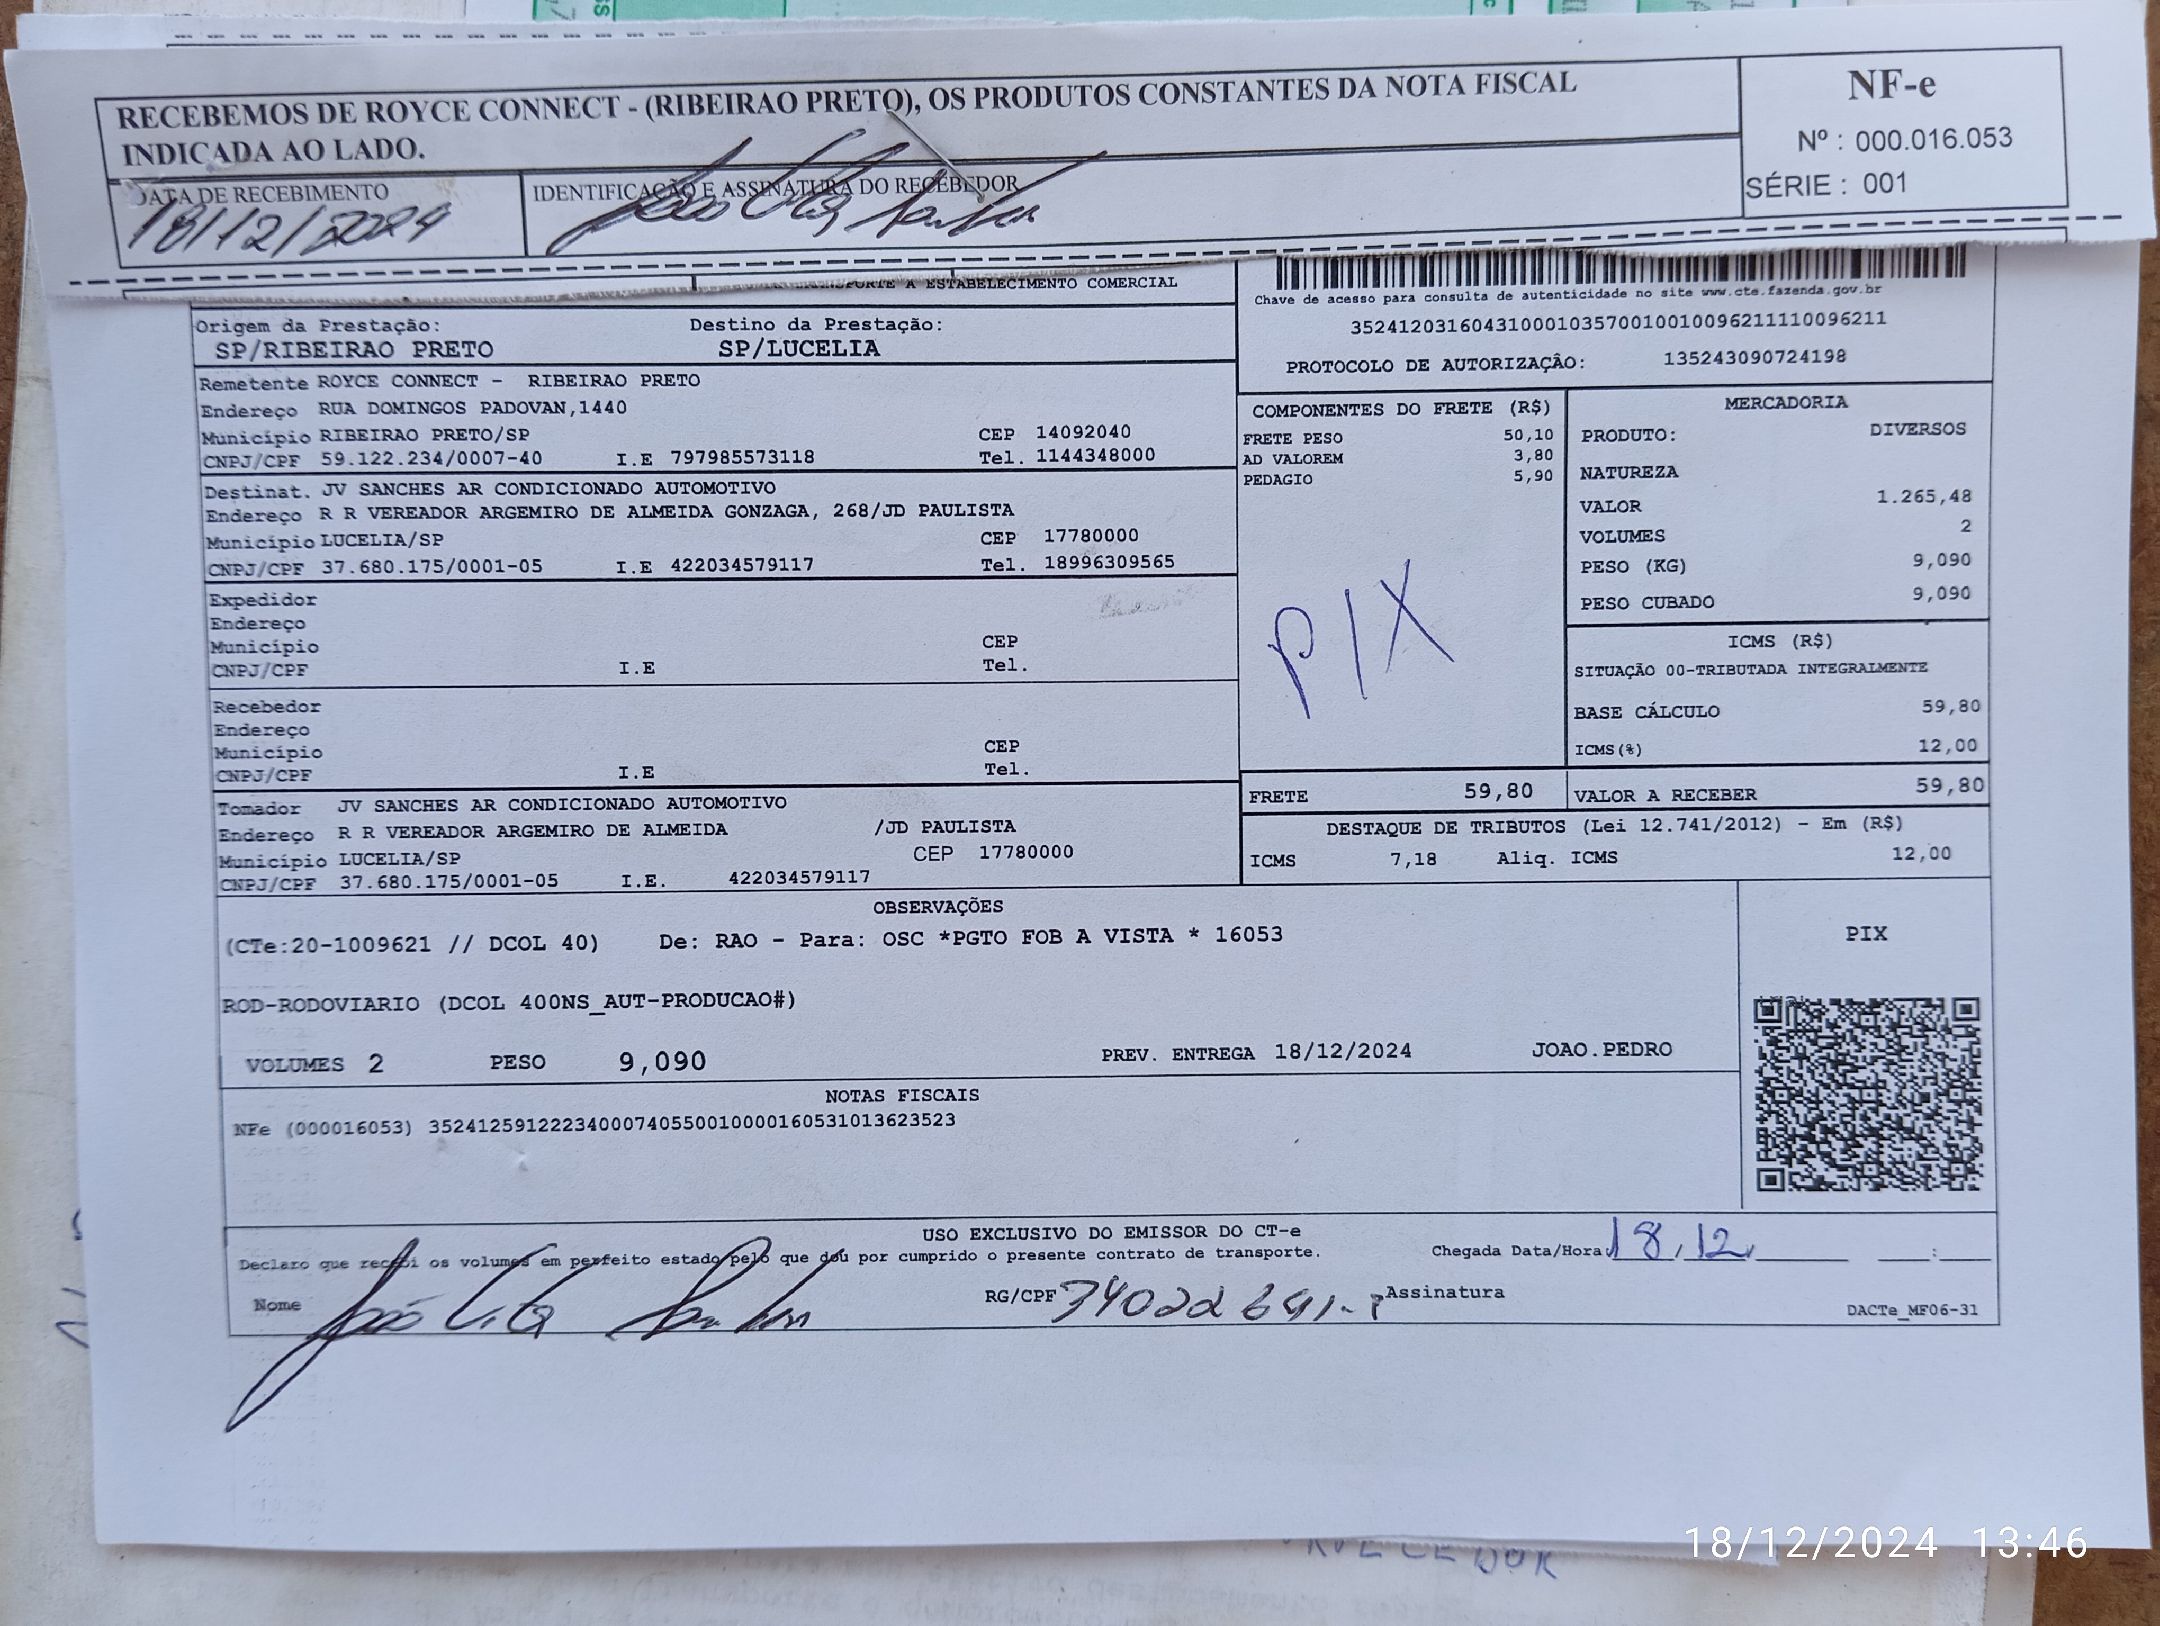 RECEBEMOS DE ROYCE CONNECT - (RIBEIRAO PRETO), OS PRODUTOS CONSTANTES DA NOTA FISCAL
INDICADA AO LADO.
NF-e
Nº : 000.016.053
SÉRIE : 001
DATA DE RECEBIMENTO
18/12/2024
IDENTIFICAÇÃO E ASSINATURA DO RECEBEDOR
A ESTABELECIMENTO COMERCIAL
Chave de acesso para consulta de autenticidade no site www.cte.fazenda.gov.br
35241203160431000103570010010096211110096211
PROTOCOLO DE AUTORIZAÇÃO: 135243090724198
Origem da Prestação: Destino da Prestação:
SP/RIBEIRAO PRETO SP/LUCELIA
Remetente ROYCE CONNECT - RIBEIRAO PRETO
Endereço RUA DOMINGOS PADOVAN,1440
Município RIBEIRAO PRETO/SP CEP 14092040
CNPJ/CPF 59.122.234/0007-40 I.E 797985573118 Tel. 1144348000
Destinat. JV SANCHES AR CONDICIONADO AUTOMOTIVO
Endereço R R VEREADOR ARGEMIRO DE ALMEIDA GONZAGA, 268/JD PAULISTA
Município LUCELIA/SP CEP 17780000
CNPJ/CPF 37.680.175/0001-05 I.E 422034579117 Tel. 18996309565
Expedidor
Endereço
Município CEP
CNPJ/CPF I.E Tel.
Recebedor
Endereço
Município CEP
CNPJ/CPF I.E Tel.
Tomador JV SANCHES AR CONDICIONADO AUTOMOTIVO
Endereço R R VEREADOR ARGEMIRO DE ALMEIDA /JD PAULISTA
Município LUCELIA/SP CEP 17780000
CNPJ/CPF 37.680.175/0001-05 I.E. 422034579117
COMPONENTES DO FRETE (R$)
FRETE PESO 50,10
AD VALOREM 3,80
PEDAGIO 5,90
PIX
FRETE 59,80
MERCADORIA
PRODUTO: DIVERSOS
NATUREZA
VALOR 1.265,48
VOLUMES 2
PESO (KG) 9,090
PESO CUBADO 9,090
ICMS (R$)
SITUAÇÃO 00-TRIBUTADA INTEGRALMENTE
BASE CÁLCULO 59,80
ICMS(%) 12,00
VALOR A RECEBER 59,80
DESTAQUE DE TRIBUTOS (Lei 12.741/2012) - Em (R$)
ICMS 7,18 Aliq. ICMS 12,00
OBSERVAÇÕES
(CTe:20-1009621 // DCOL 40) De: RAO - Para: OSC *PGTO FOB A VISTA * 16053
ROD-RODOVIARIO (DCOL 400NS_AUT-PRODUCAO#)
VOLUMES 2 PESO 9,090 PREV. ENTREGA 18/12/2024 JOAO.PEDRO
PIX
NOTAS FISCAIS
NFe (000016053) 35241259122234000740550010000160531013623523
USO EXCLUSIVO DO EMISSOR DO CT-e
Declaro que recebi os volumes em perfeito estado pelo que dou por cumprido o presente contrato de transporte.
Chegada Data/Hora 18/12/ :
Nome RG/CPF Assinatura
DACTe_MF06-31
18/12/2024 13:46